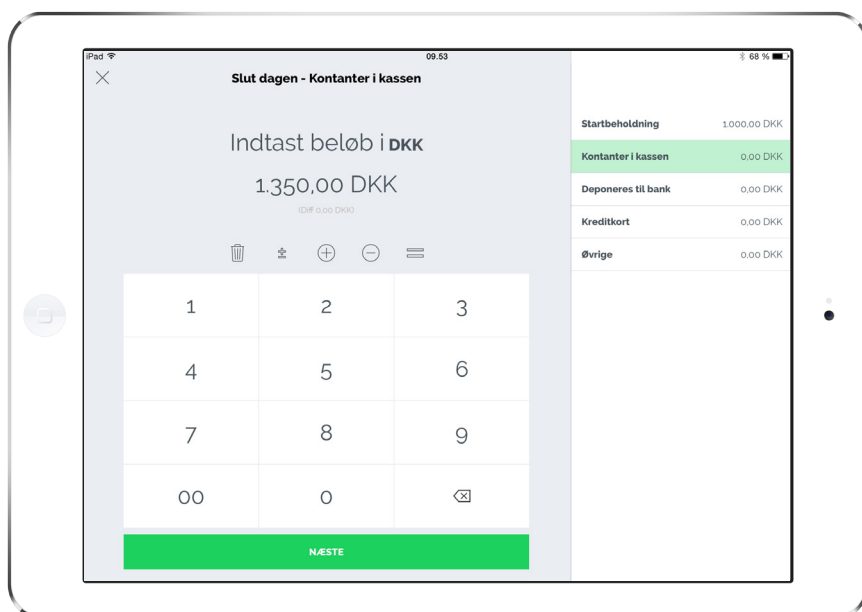 iPad 09.53 68 %
Slut dagen - Kontanter i kassen
Indtast beløb i DKK
1.350,00 DKK
(Diff 0,00 DKK)
1 2 3
4 5 6
7 8 9
00 0
NÆSTE
Startbeholdning 1.000,00 DKK
Kontanter i kassen 0,00 DKK
Deponeres til bank 0,00 DKK
Kreditkort 0,00 DKK
Øvrige 0,00 DKK